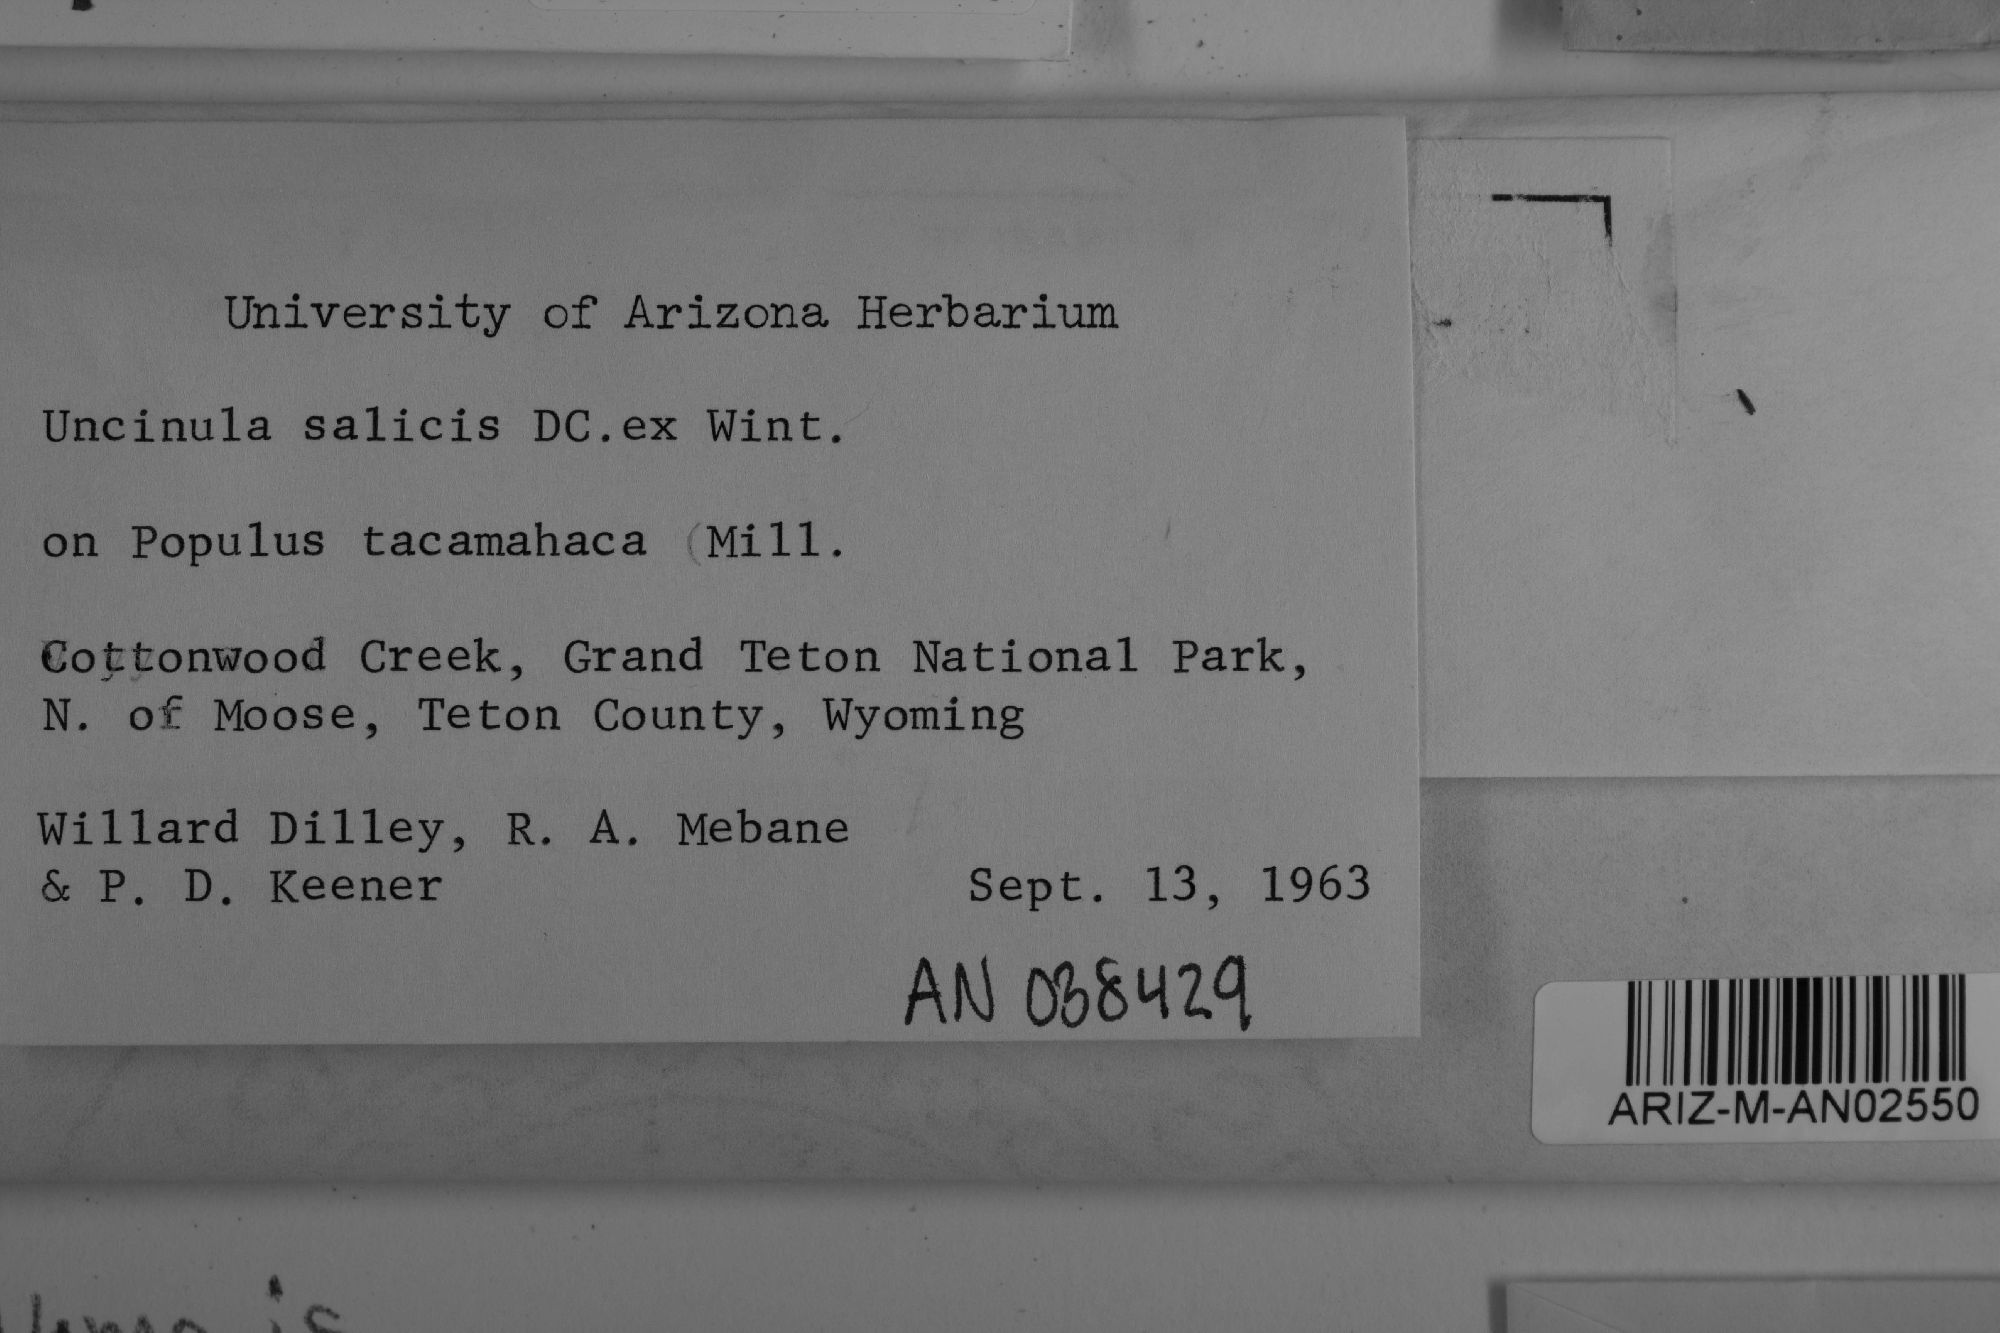 University of Arizona Herbarium
Uncinula salicis DC.ex Wint.
on Populus tacamahaca (Mill.
Cottonwood Creek, Grand Teton National Park,
N. of Moose, Teton County, Wyoming
Willard Dilley, R. A. Mebane
& P. D. Keener
Sept. 13, 1963
AN 038429
ARIZ-M-AN02550
is